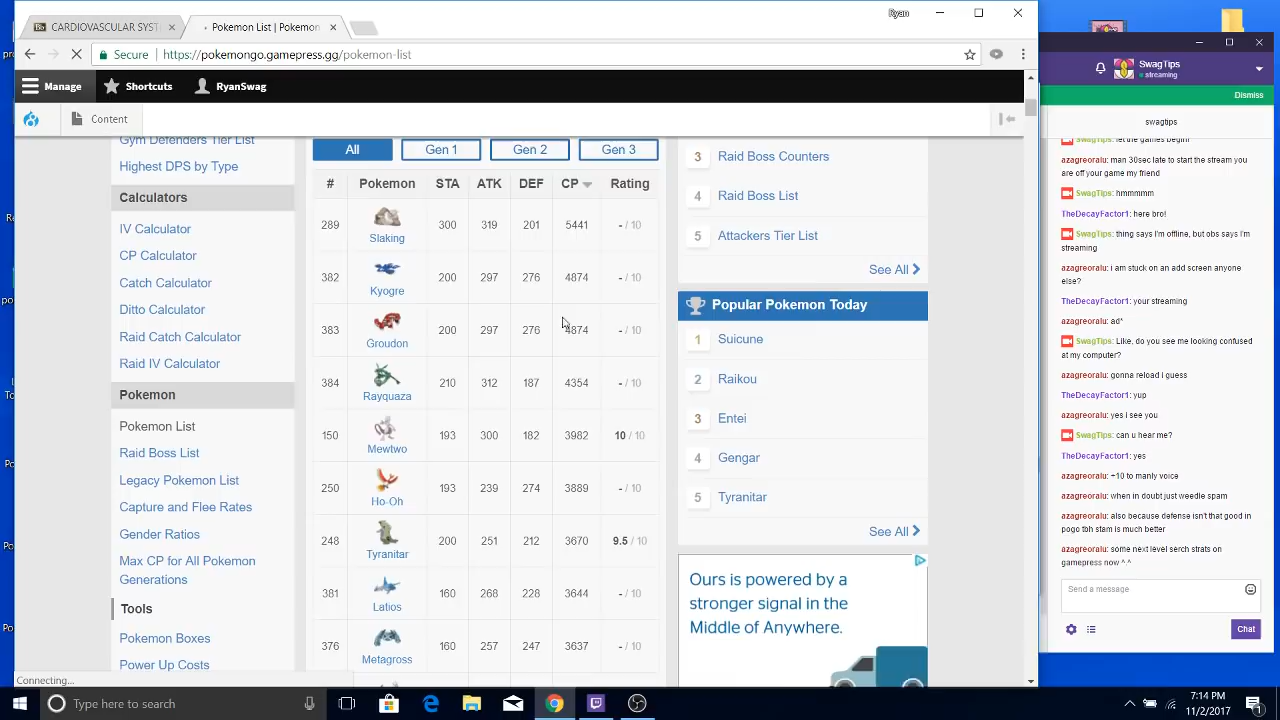 Ryan
CARDIOVASCULAR SYST
Pokemon List | Pokemon
Secure
https://pokemongo.gamepress.gg/pokemon-list
Manage
Shortcuts
RyanSwag
Content
Gym Defenders Tier List
Highest DPS by Type
Calculators
IV Calculator
CP Calculator
Catch Calculator
Ditto Calculator
Raid Catch Calculator
Raid IV Calculator
Pokemon
Pokemon List
Raid Boss List
Legacy Pokemon List
Capture and Flee Rates
Gender Ratios
Max CP for All Pokemon
Generations
Tools
Pokemon Boxes
Power Up Costs
Connecting...
All Gen 1 Gen 2 Gen 3
# Pokemon STA ATK DEF CP Rating
289 Slaking 300 319 201 5441 - / 10
382 Kyogre 200 297 276 4874 - / 10
383 Groudon 200 297 276 4874 - / 10
384 Rayquaza 210 312 187 4354 - / 10
150 Mewtwo 193 300 182 3982 10 / 10
250 Ho-Oh 193 239 274 3889 - / 10
248 Tyranitar 200 251 212 3670 9.5 / 10
381 Latios 160 268 228 3644 - / 10
376 Metagross 160 257 247 3637 - / 10
3 Raid Boss Counters
4 Raid Boss List
5 Attackers Tier List
See All
Popular Pokemon Today
1 Suicune
2 Raikou
3 Entei
4 Gengar
5 Tyranitar
See All
Ours is powered by a
stronger signal in the
Middle of Anywhere.
SwagTips
streaming
Dismiss
swagtips
SwagTips: let the games begin!
azagreoralu: man 30sec late to start the stream you
are off your game my friend
SwagTips: hmmmmm
TheDecayFactor1: here bro!
SwagTips: thing says I'm offline, but obs says I'm
streaming
azagreoralu: i am stuck on an add screen anyone
else?
TheDecayFactor1: your streaming
azagreoralu: ad*
SwagTips: Like, do you see me looking confused
at my computer?
azagreoralu: gonna reload i guess
TheDecayFactor1: yup
azagreoralu: yes i see you
SwagTips: can u hear me?
TheDecayFactor1: yes
azagreoralu: +10 to manly voice
azagreoralu: when in doubt just weedle spam
azagreoralu: also because defense isn't that good in
pogo tbh stam is much better
azagreoralu: some next level serch strats on
gamepress now ^ ^
Send a message
Chat
Type here to search
7:14 PM
11/2/2017